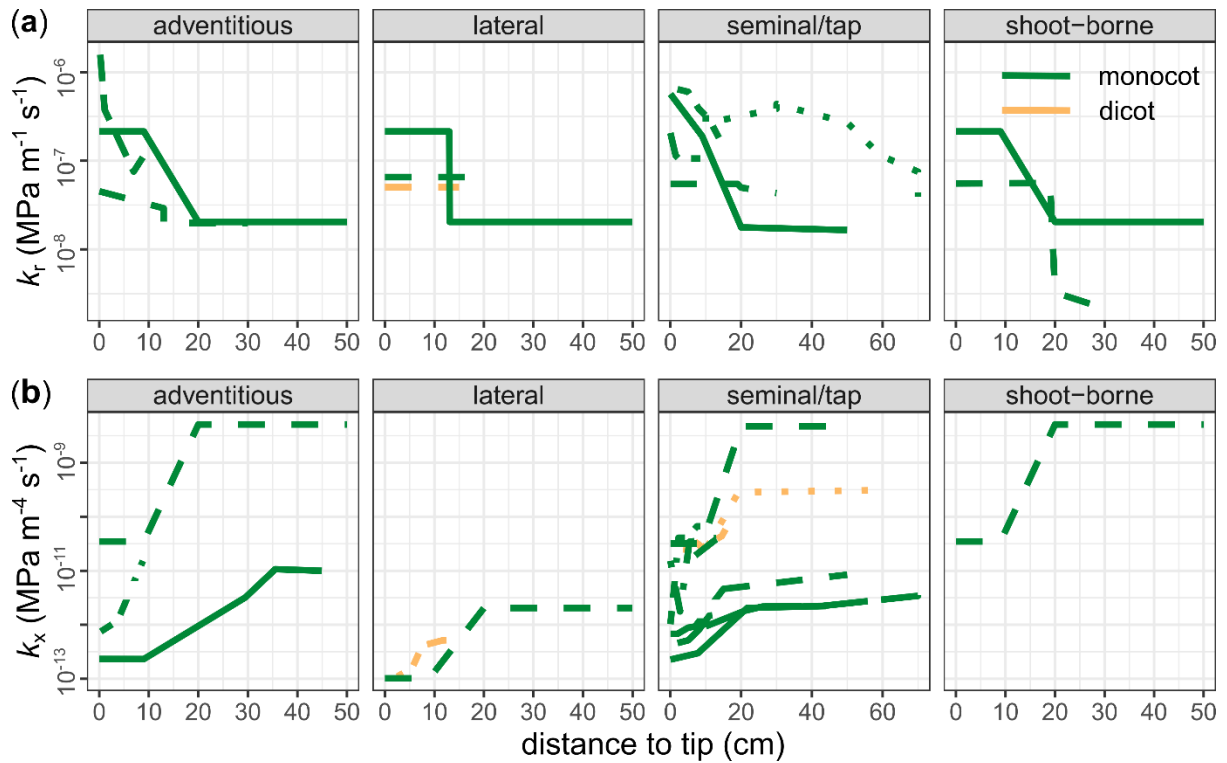 (a)
adventitious lateral seminal/tap shoot−borne
kr (MPa m-1 s-1)
10-6
10-7
10-8
monocot
dicot
0 10 20 30 40 50 0 10 20 30 40 50 0 20 40 60 0 10 20 30 40 50
(b)
adventitious lateral seminal/tap shoot−borne
kx (MPa m-4 s-1)
10-9
10-11
10-13
0 10 20 30 40 50 0 10 20 30 40 50 0 20 40 60 0 10 20 30 40 50
distance to tip (cm)